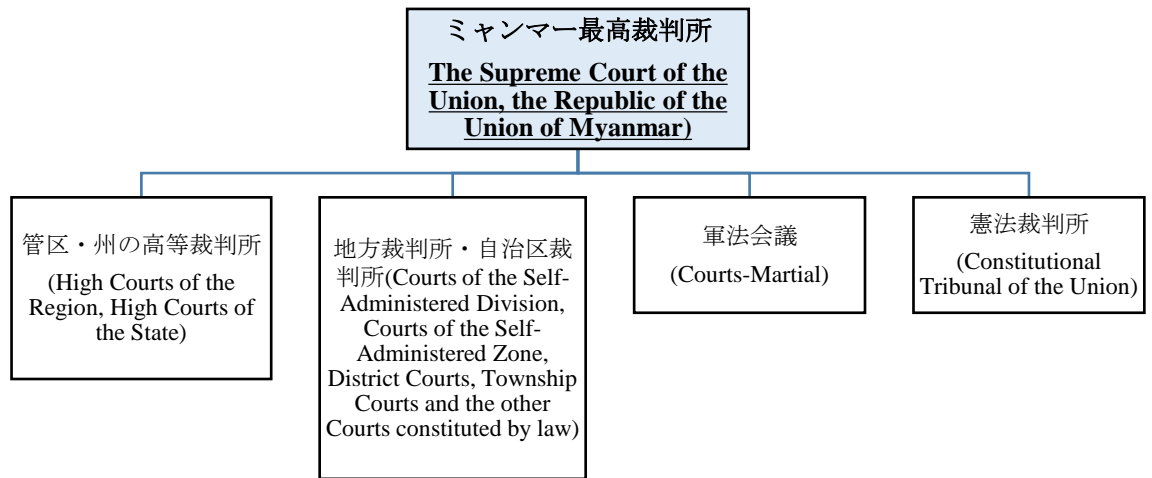 ミャンマー最高裁判所
The Supreme Court of the
Union, the Republic of the
Union of Myanmar)
管区・州の高等裁判所
(High Courts of the
Region, High Courts of
the State)
地方裁判所・自治区裁
判所(Courts of the Self-
Administered Division,
Courts of the Self-
Administered Zone,
District Courts, Township
Courts and the other
Courts constituted by law)
軍法会議
(Courts-Martial)
憲法裁判所
(Constitutional
Tribunal of the Union)